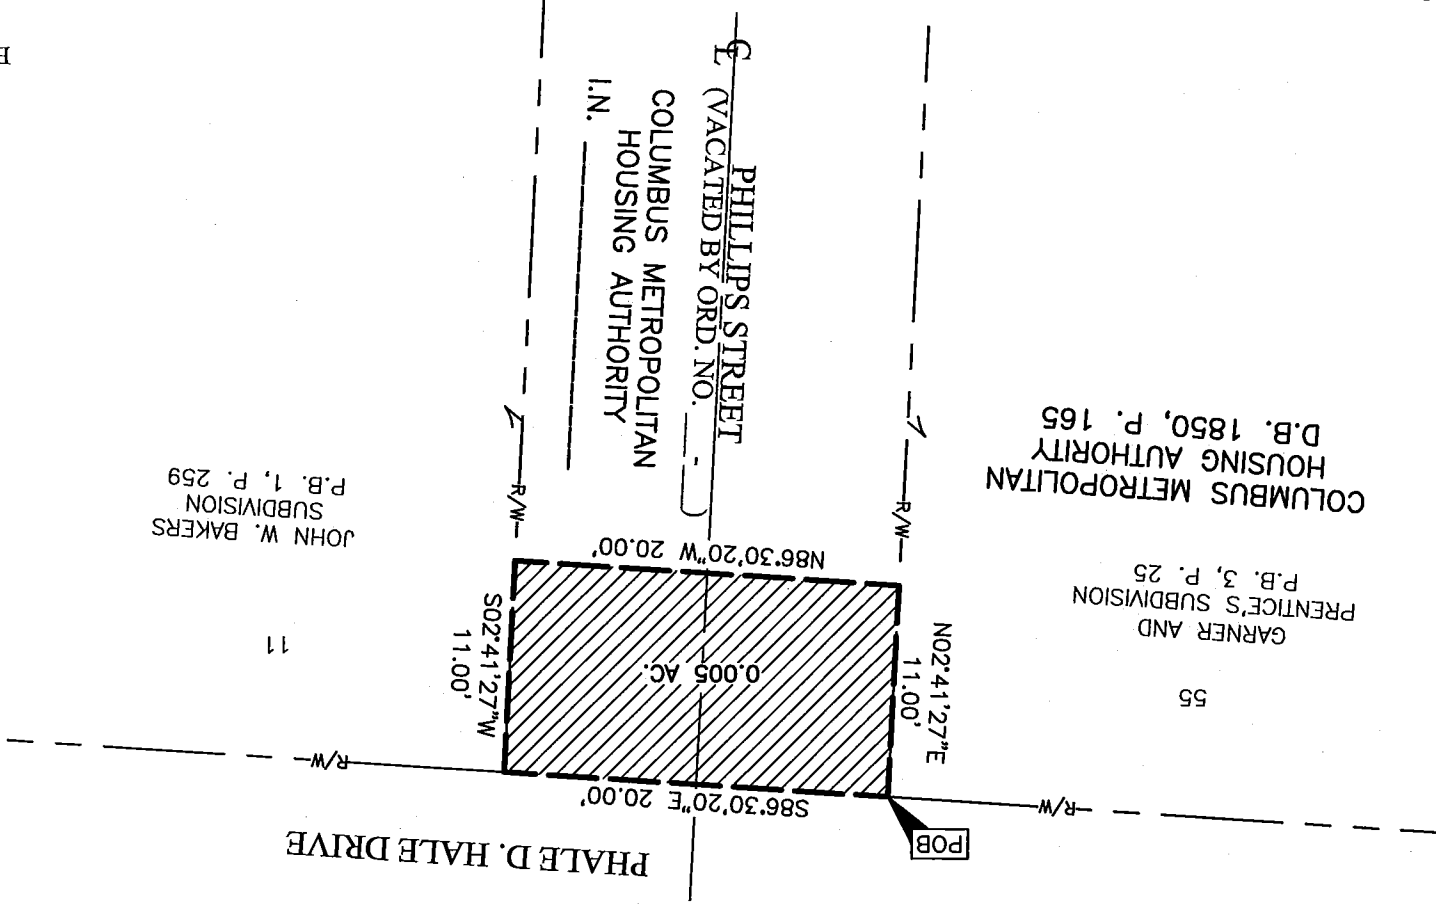 PHALE D. HALE DRIVE
POB
S86°30'20"E 20.00'
R/W
R/W
N02°41'27"E
11.00'
0.005 AC.
S02°41'27"W
11.00'
N86°30'20"W 20.00'
55
GARNER AND
PRENTICE'S SUBDIVISION
P.B. 3, P. 25
COLUMBUS METROPOLITAN
HOUSING AUTHORITY
D.B. 1850, P. 165
11
JOHN W. BAKERS
SUBDIVISION
P.B. 1, P. 259
R/W
R/W
PHILLIPS STREET
(VACATED BY ORD. NO. - )
COLUMBUS METROPOLITAN
HOUSING AUTHORITY
I.N.
CL
E